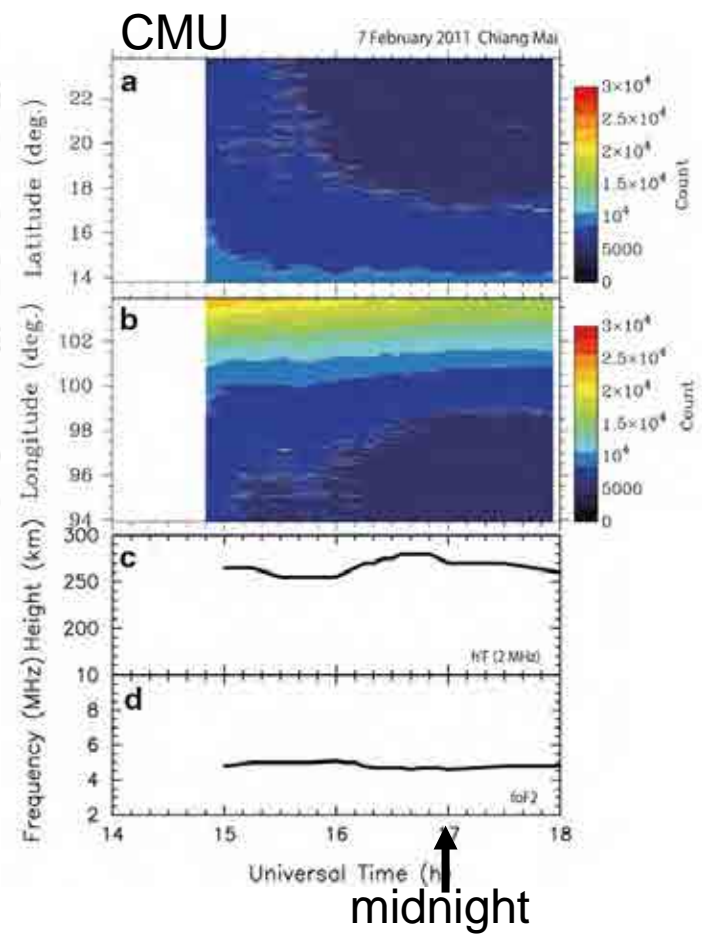 CMU
7 February 2011 Chiang Mai
a
Latitude (deg.)
22
20
18
16
14
3×10⁴
2.5×10⁴
2×10⁴
1.5×10⁴
10⁴
5000
0
Count
b
Longitude (deg.)
102
100
98
96
94
3×10⁴
2.5×10⁴
2×10⁴
1.5×10⁴
10⁴
5000
0
Count
c
Height (km)
300
250
200
h'F (2 MHz)
d
Frequency (MHz)
10
8
6
4
2
foF2
14 15 16 17 18
Universal Time (h)
midnight